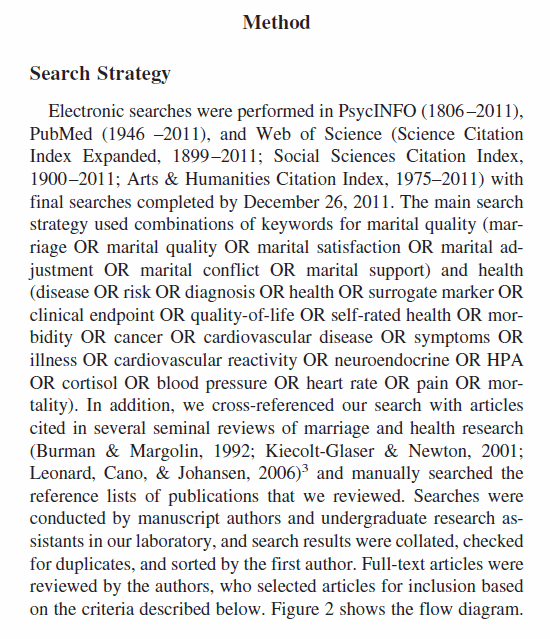 Method
Search Strategy
Electronic searches were performed in PsycINFO (1806–2011),
PubMed (1946 –2011), and Web of Science (Science Citation
Index Expanded, 1899–2011; Social Sciences Citation Index,
1900–2011; Arts & Humanities Citation Index, 1975–2011) with
final searches completed by December 26, 2011. The main search
strategy used combinations of keywords for marital quality (mar-
riage OR marital quality OR marital satisfaction OR marital ad-
justment OR marital conflict OR marital support) and health
(disease OR risk OR diagnosis OR health OR surrogate marker OR
clinical endpoint OR quality-of-life OR self-rated health OR mor-
bidity OR cancer OR cardiovascular disease OR symptoms OR
illness OR cardiovascular reactivity OR neuroendocrine OR HPA
OR cortisol OR blood pressure OR heart rate OR pain OR mor-
tality). In addition, we cross-referenced our search with articles
cited in several seminal reviews of marriage and health research
(Burman & Margolin, 1992; Kiecolt-Glaser & Newton, 2001;
Leonard, Cano, & Johansen, 2006)³ and manually searched the
reference lists of publications that we reviewed. Searches were
conducted by manuscript authors and undergraduate research as-
sistants in our laboratory, and search results were collated, checked
for duplicates, and sorted by the first author. Full-text articles were
reviewed by the authors, who selected articles for inclusion based
on the criteria described below. Figure 2 shows the flow diagram.